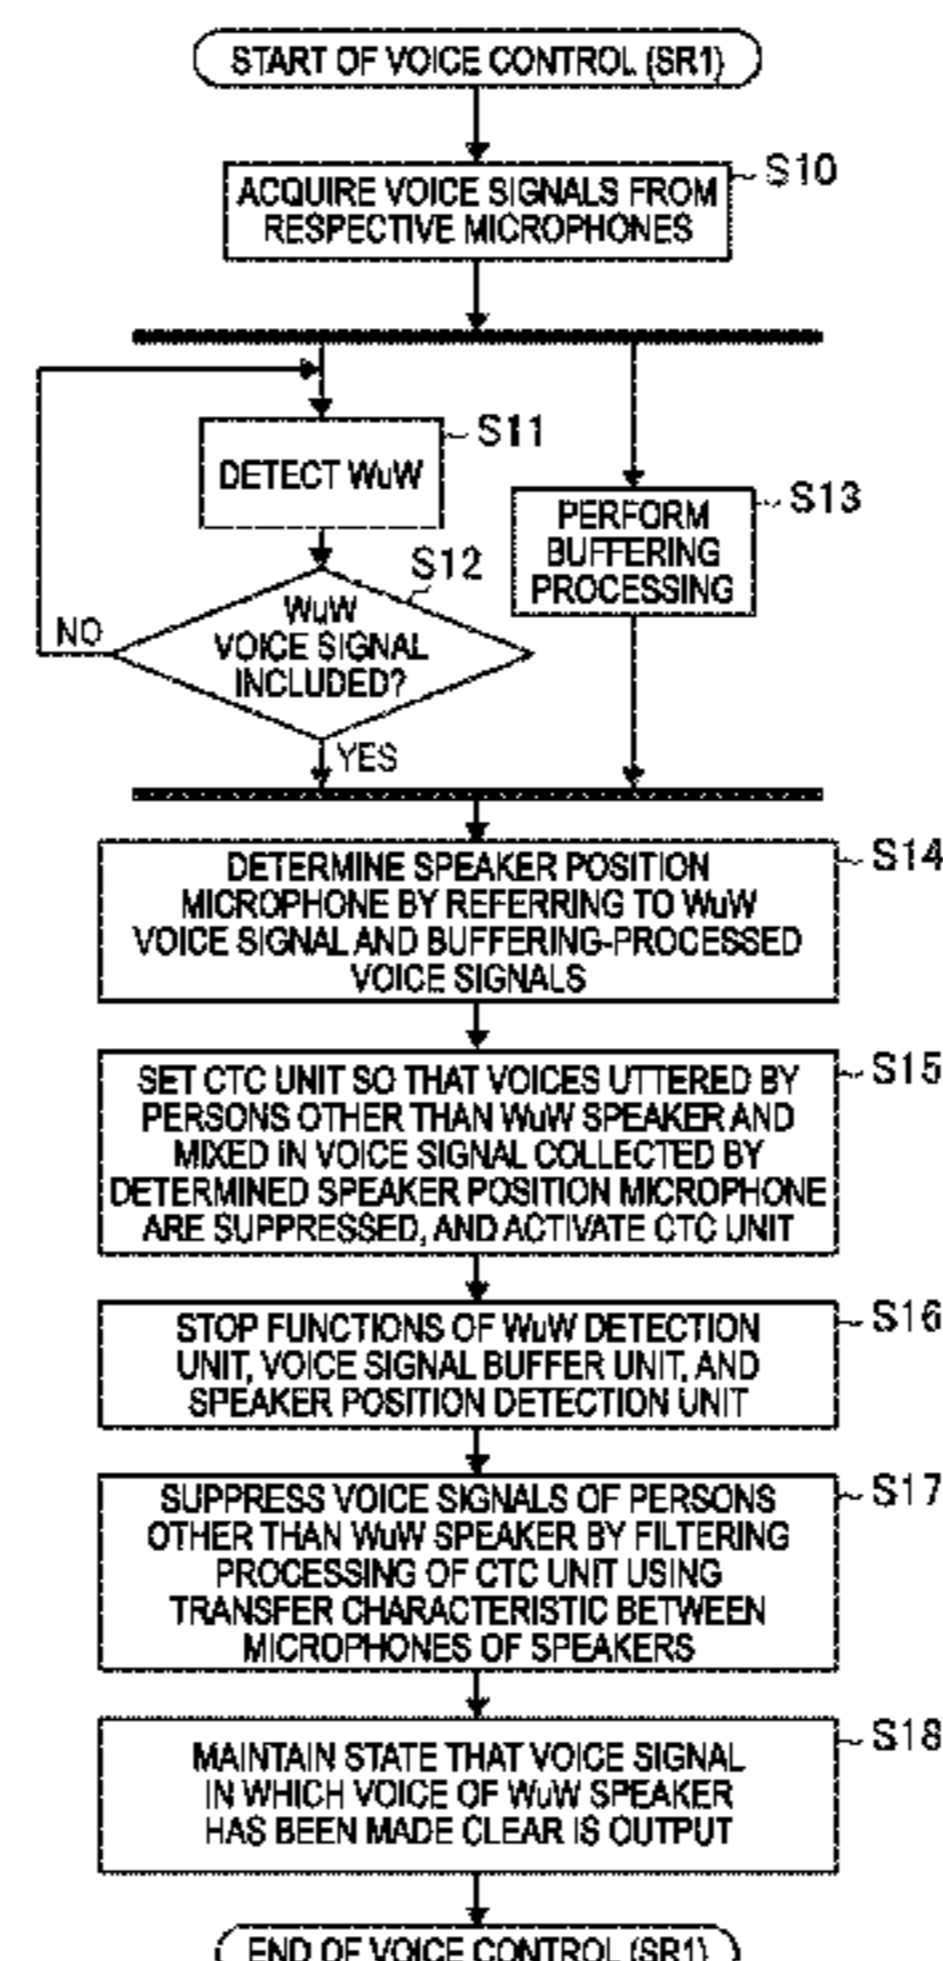 START OF VOICE CONTROL (SR1)
S10
ACQUIRE VOICE SIGNALS FROM
RESPECTIVE MICROPHONES
S11
DETECT WuW
S12
WuW
VOICE SIGNAL
INCLUDED?
NO
YES
S13
PERFORM
BUFFERING
PROCESSING
S14
DETERMINE SPEAKER POSITION
MICROPHONE BY REFERRING TO WuW
VOICE SIGNAL AND BUFFERING-PROCESSED
VOICE SIGNALS
S15
SET CTC UNIT SO THAT VOICES UTTERED BY
PERSONS OTHER THAN WuW SPEAKER AND
MIXED IN VOICE SIGNAL COLLECTED BY
DETERMINED SPEAKER POSITION MICROPHONE
ARE SUPPRESSED, AND ACTIVATE CTC UNIT
S16
STOP FUNCTIONS OF WuW DETECTION
UNIT, VOICE SIGNAL BUFFER UNIT, AND
SPEAKER POSITION DETECTION UNIT
S17
SUPPRESS VOICE SIGNALS OF PERSONS
OTHER THAN WuW SPEAKER BY FILTERING
PROCESSING OF CTC UNIT USING
TRANSFER CHARACTERISTIC BETWEEN
MICROPHONES OF SPEAKERS
S18
MAINTAIN STATE THAT VOICE SIGNAL
IN WHICH VOICE OF WuW SPEAKER
HAS BEEN MADE CLEAR IS OUTPUT
END OF VOICE CONTROL (SR1)